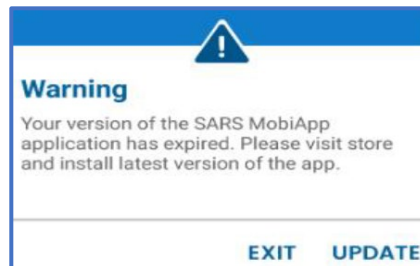 Warning
Your version of the SARS MobiApp
application has expired. Please visit store
and install latest version of the app.
EXIT UPDATE